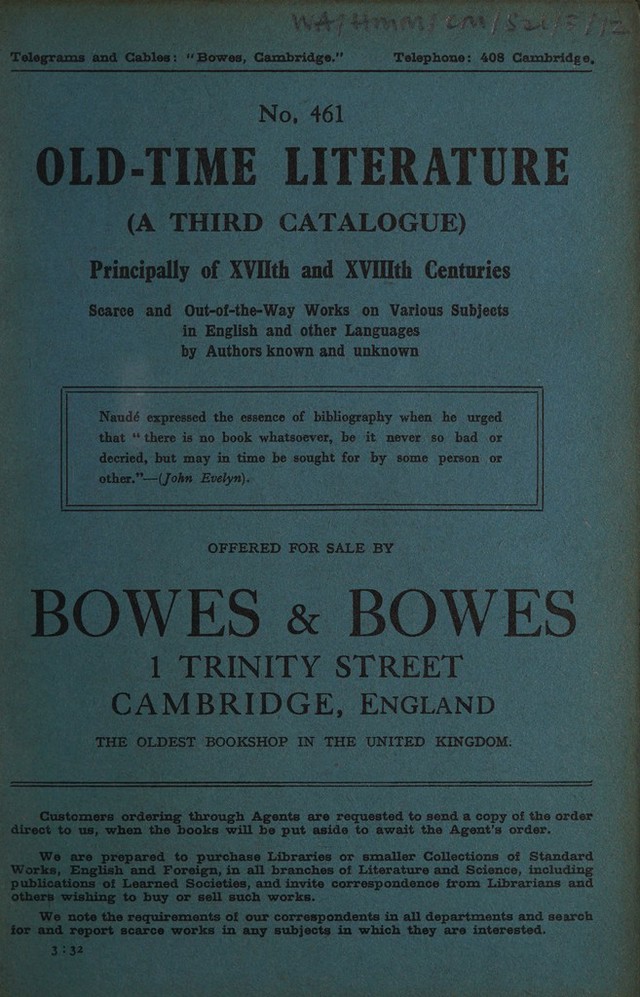 WA/HMM/CM/Sal/3/12
Telegrams and Cables: "Bowes, Cambridge." Telephone: 408 Cambridge.
No. 461
OLD-TIME LITERATURE
(A THIRD CATALOGUE)
Principally of XVIIth and XVIIIth Centuries
Scarce and Out-of-the-Way Works on Various Subjects
in English and other Languages
by Authors known and unknown
Naudé expressed the essence of bibliography when he urged
that "there is no book whatsoever, be it never so bad or
decried, but may in time be sought for by some person or
other."—(John Evelyn).
OFFERED FOR SALE BY
BOWES & BOWES
1 TRINITY STREET
CAMBRIDGE, ENGLAND
THE OLDEST BOOKSHOP IN THE UNITED KINGDOM.
Customers ordering through Agents are requested to send a copy of the order
direct to us, when the books will be put aside to await the Agent's order.
We are prepared to purchase Libraries or smaller Collections of Standard
Works, English and Foreign, in all branches of Literature and Science, including
publications of Learned Societies, and invite correspondence from Librarians and
others wishing to buy or sell such works.
We note the requirements of our correspondents in all departments and search
for and report scarce works in any subjects in which they are interested.
3 : 32